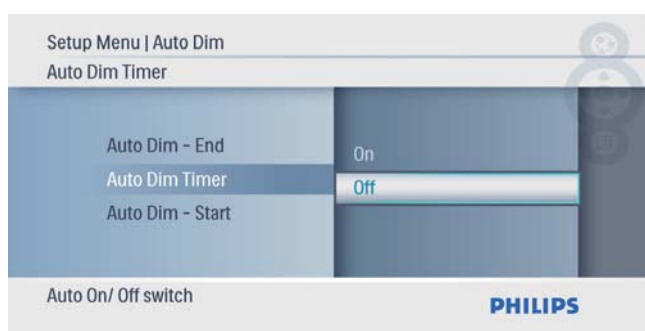 Setup Menu | Auto Dim
Auto Dim Timer
Auto Dim - End
Auto Dim Timer
Auto Dim - Start
On
Off
Auto On/ Off switch
PHILIPS